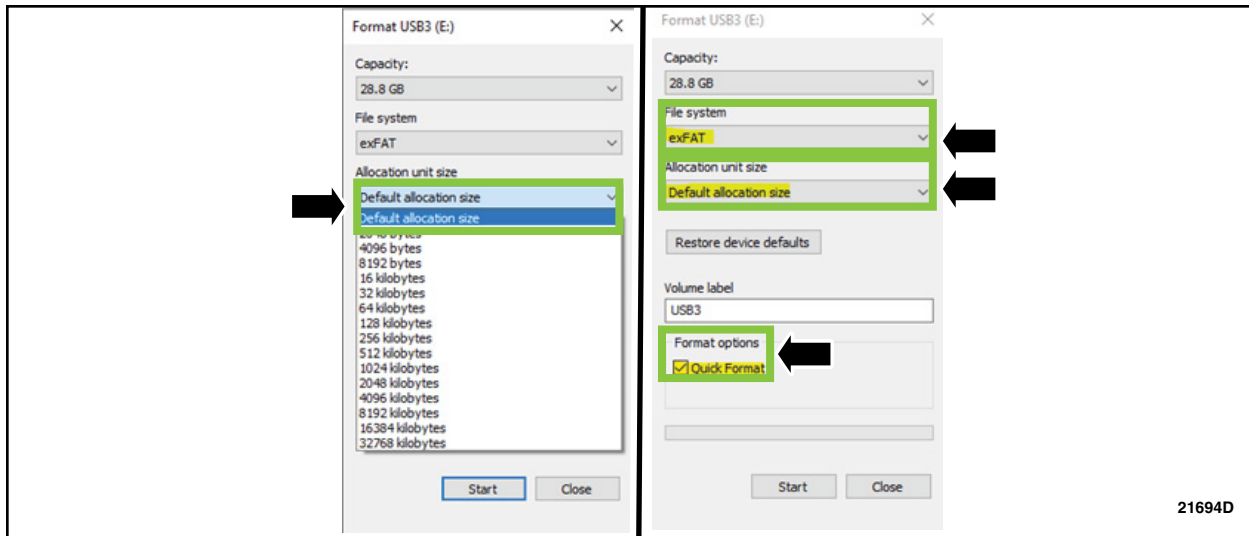 Format USB3 (E:)
Capacity:
28.8 GB
File system
exFAT
Allocation unit size
Default allocation size
Default allocation size
2048 bytes
4096 bytes
8192 bytes
16 kilobytes
32 kilobytes
64 kilobytes
128 kilobytes
256 kilobytes
512 kilobytes
1024 kilobytes
2048 kilobytes
4096 kilobytes
8192 kilobytes
16384 kilobytes
32768 kilobytes
Start
Close
Format USB3 (E:)
Capacity:
28.8 GB
File system
exFAT
Allocation unit size
Default allocation size
Restore device defaults
Volume label
USB3
Format options
Quick Format
Start
Close
21694D